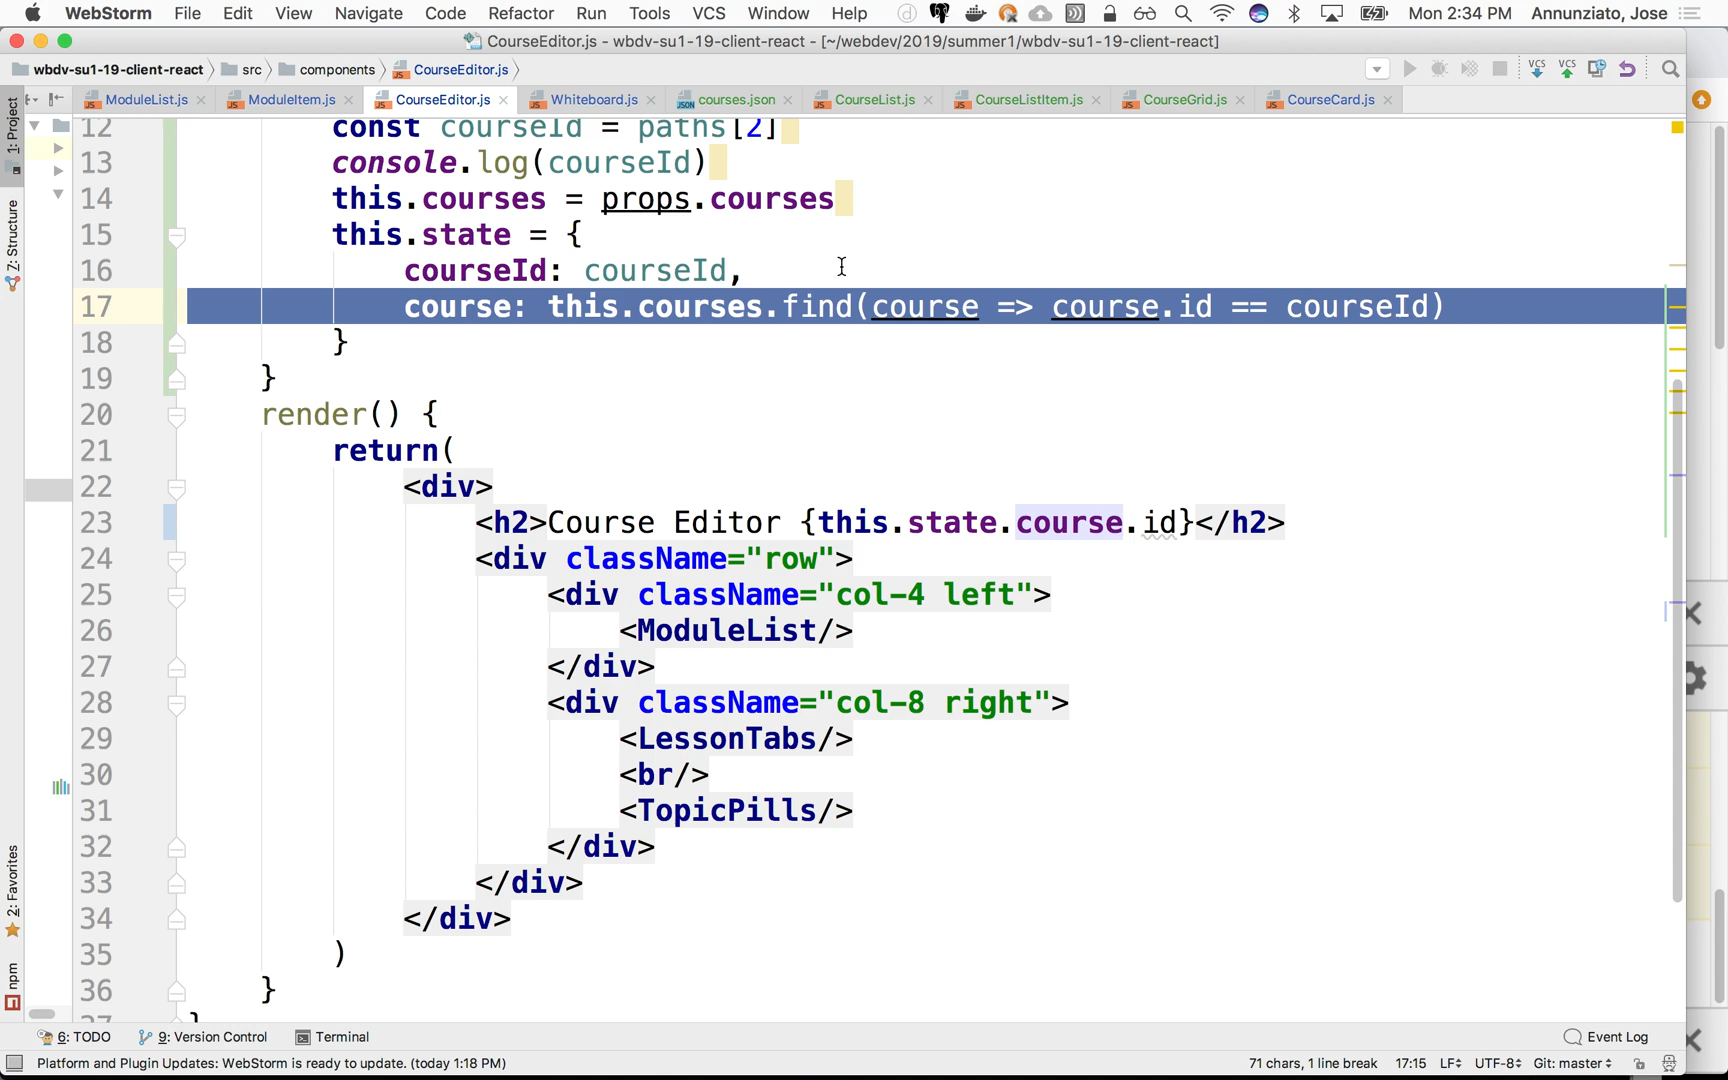 WebStorm File Edit View Navigate Code Refactor Run Tools VCS Window Help Mon 2:34 PM Annunziato, Jose
CourseEditor.js - wbdv-su1-19-client-react - [~/webdev/2019/summer1/wbdv-su1-19-client-react]
wbdv-su1-19-client-react src components CourseEditor.js VCS VCS
ModuleList.js ModuleItem.js CourseEditor.js Whiteboard.js courses.json CourseList.js CourseListItem.js CourseGrid.js CourseCard.js
1: Project
7: Structure
2: Favorites
npm
12 const courseId = paths[2]
13 console.log(courseId)
14 this.courses = props.courses
15 this.state = {
16 courseId: courseId,
17 course: this.courses.find(course => course.id == courseId)
18 }
19 }
20 render() {
21 return(
22 <div>
23 <h2>Course Editor {this.state.course.id}</h2>
24 <div className="row">
25 <div className="col-4 left">
26 <ModuleList/>
27 </div>
28 <div className="col-8 right">
29 <LessonTabs/>
30 <br/>
31 <TopicPills/>
32 </div>
33 </div>
34 </div>
35 )
36 }
37 }
6: TODO 9: Version Control Terminal Event Log
Platform and Plugin Updates: WebStorm is ready to update. (today 1:18 PM) 71 chars, 1 line break 17:15 LF UTF-8 Git: master